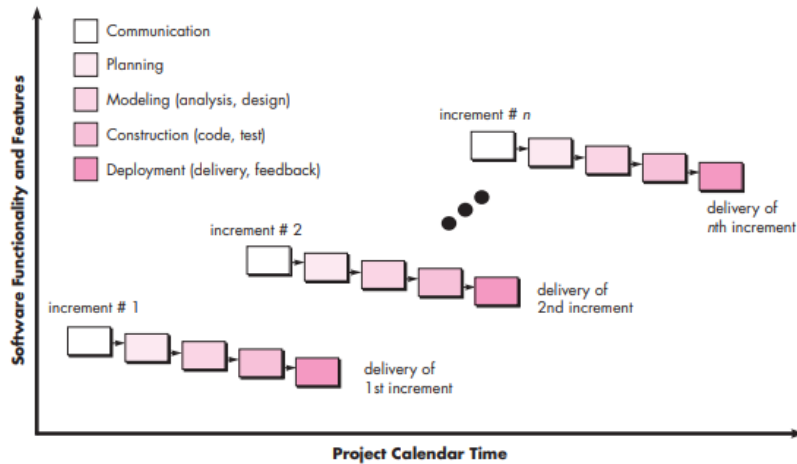 Communication
Planning
Modeling (analysis, design)
Construction (code, test)
Deployment (delivery, feedback)
increment # n
delivery of
nth increment
increment # 2
delivery of
2nd increment
increment # 1
delivery of
1st increment
Software Functionality and Features
Project Calendar Time